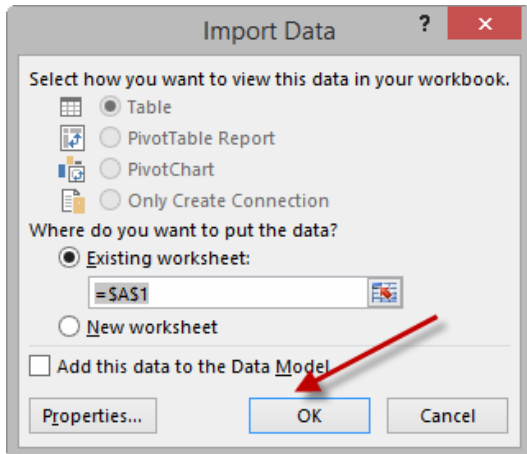 Import Data ? ×
Select how you want to view this data in your workbook.
Table
PivotTable Report
PivotChart
Only Create Connection
Where do you want to put the data?
Existing worksheet:
=$A$1
New worksheet
Add this data to the Data Model
Properties... OK Cancel